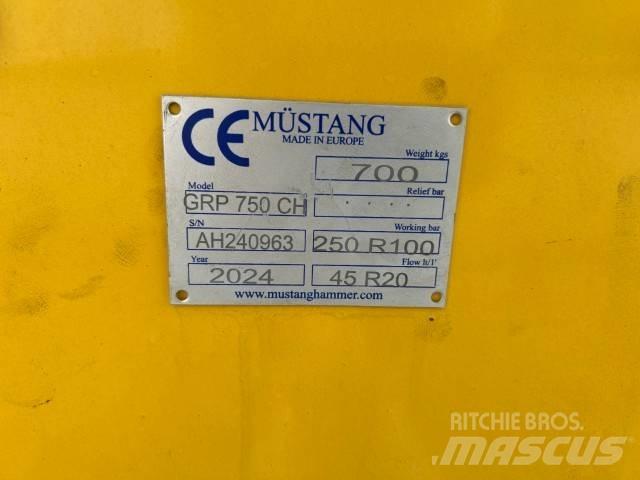 CE MÜSTANG
MADE IN EUROPE
Weight kgs
700
Model
Relief bar
GRP 750 CH
. . . .
S/N
Working bar
AH240963
250 R100
Year
Flow lt/1'
2024
45 R20
www.mustanghammer.com
RITCHIE BROS.
MASCUS